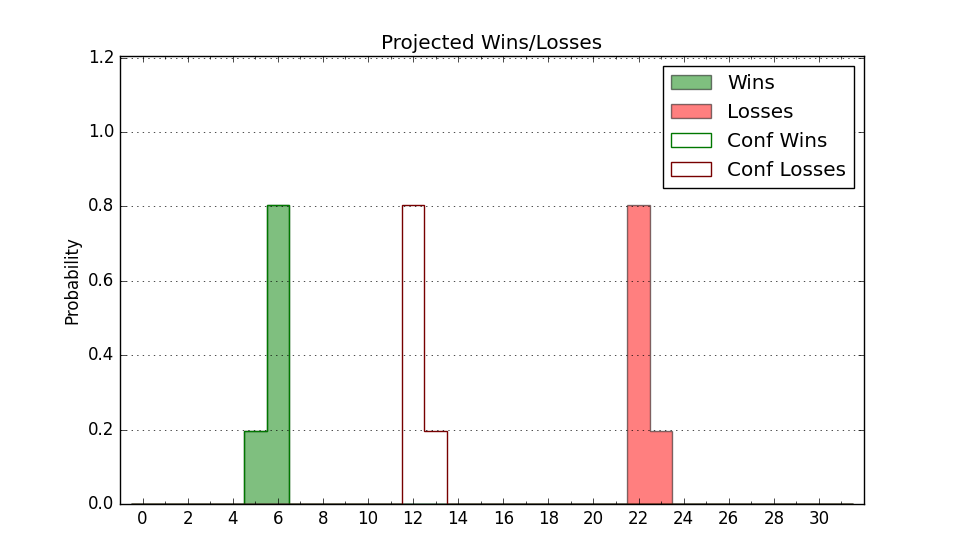 Projected Wins/Losses
1.2
1.0
0.8
0.6
0.4
0.2
0.0
Probability
Wins
Losses
Conf Wins
Conf Losses
0 2 4 6 8 10 12 14 16 18 20 22 24 26 28 30